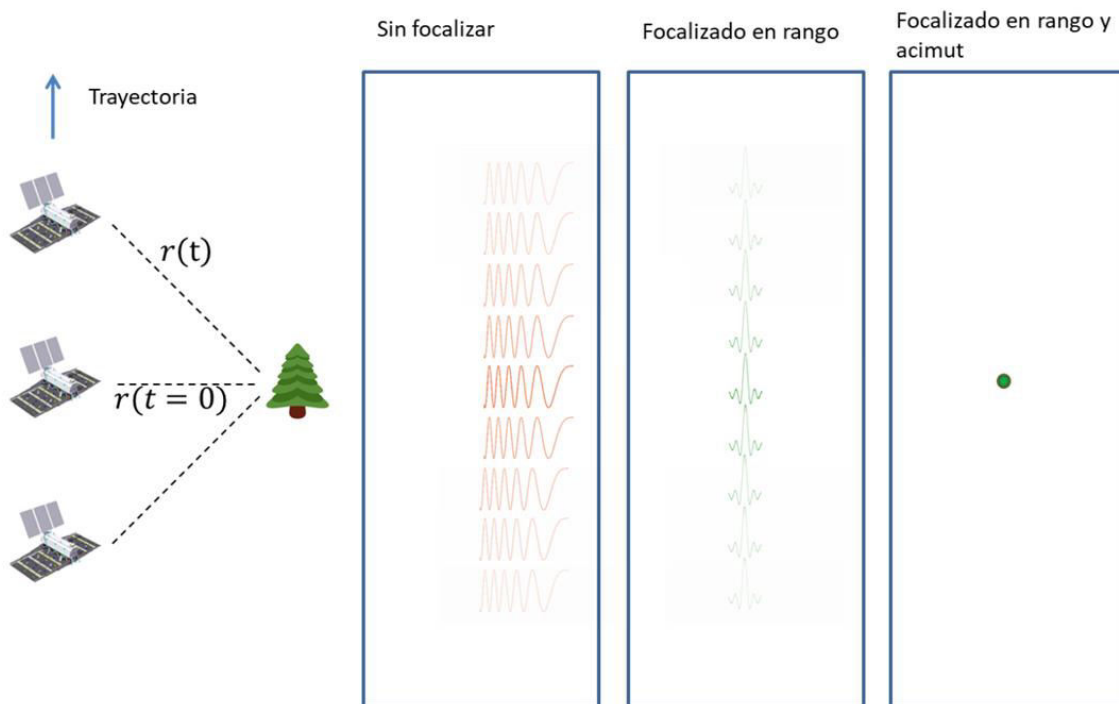 Sin focalizar
Focalizado en rango
Focalizado en rango y
acimut
Trayectoria
r(t)
r(t = 0)